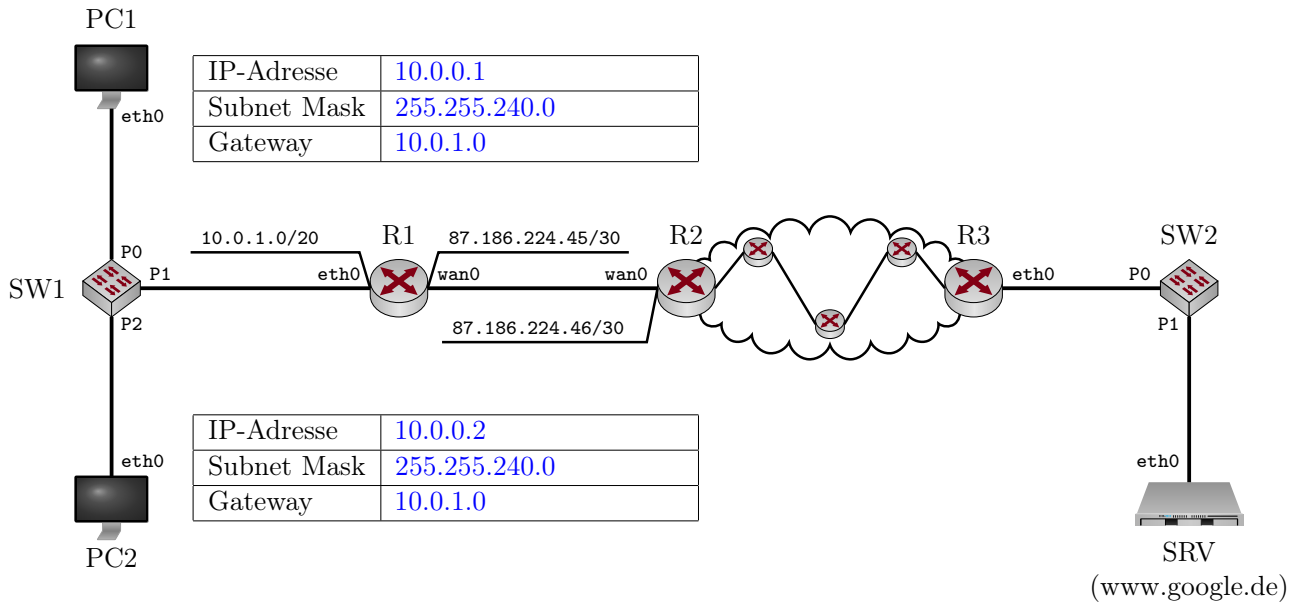 PC1
eth0
IP-Adresse 10.0.0.1
Subnet Mask 255.255.240.0
Gateway 10.0.1.0
P0
SW1
P1
P2
10.0.1.0/20
R1
87.186.224.45/30
eth0
wan0
87.186.224.46/30
wan0
R2
R3
eth0
SW2
P0
P1
IP-Adresse 10.0.0.2
Subnet Mask 255.255.240.0
Gateway 10.0.1.0
eth0
PC2
eth0
SRV
(www.google.de)